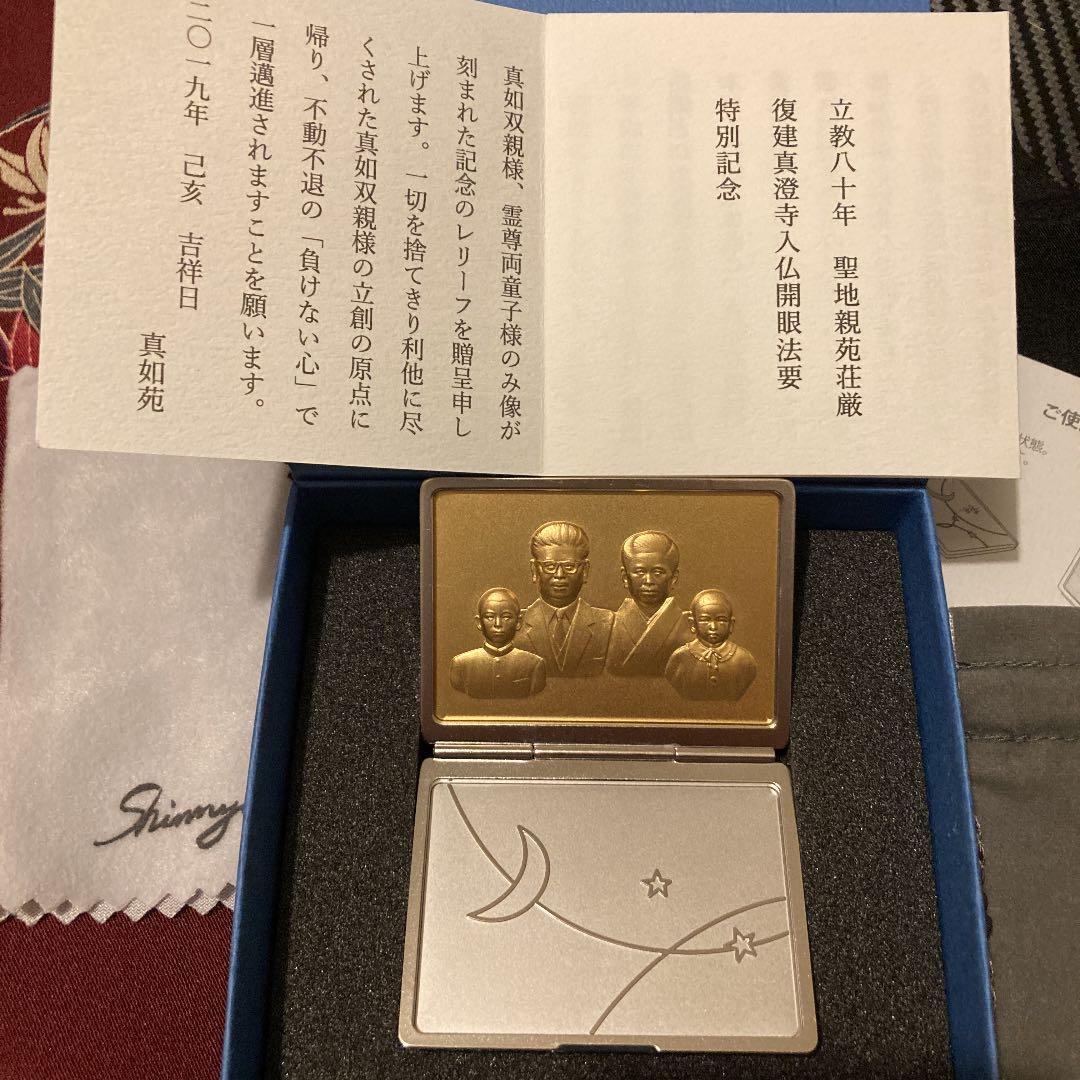 立教八十年　聖地親苑荘厳
復建真澄寺入仏開眼法要
特別記念
真如双親様、霊尊両童子様のみ像が
刻まれた記念のレリーフを贈呈申し
上げます。一切を捨てきり利他に尽
くされた真如双親様の立創の原点に
帰り、不動不退の「負けない心」で
一層邁進されますことを願います。
二〇一九年　己亥　吉祥日
真如苑
ご使
状態。
Shinny